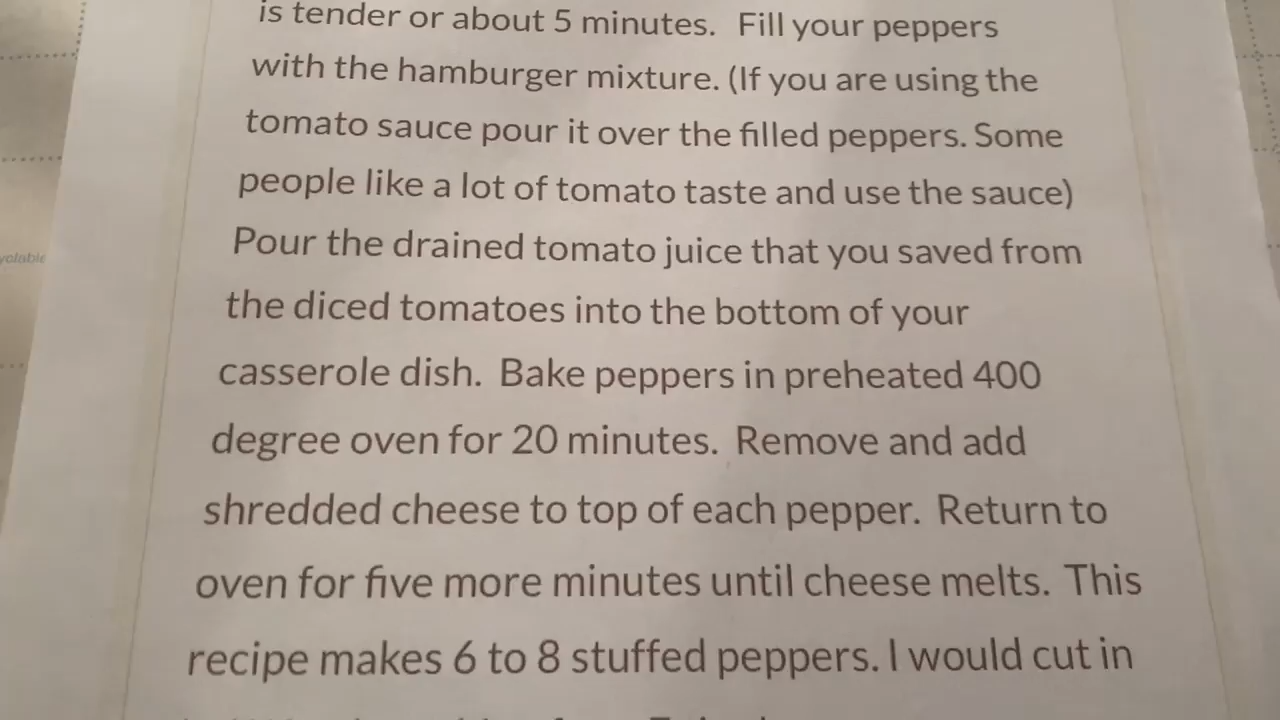 is tender or about 5 minutes. Fill your peppers
with the hamburger mixture. (If you are using the
tomato sauce pour it over the filled peppers. Some
people like a lot of tomato taste and use the sauce)
Pour the drained tomato juice that you saved from
the diced tomatoes into the bottom of your
casserole dish. Bake peppers in preheated 400
degree oven for 20 minutes. Remove and add
shredded cheese to top of each pepper. Return to
oven for five more minutes until cheese melts. This
recipe makes 6 to 8 stuffed peppers. I would cut in